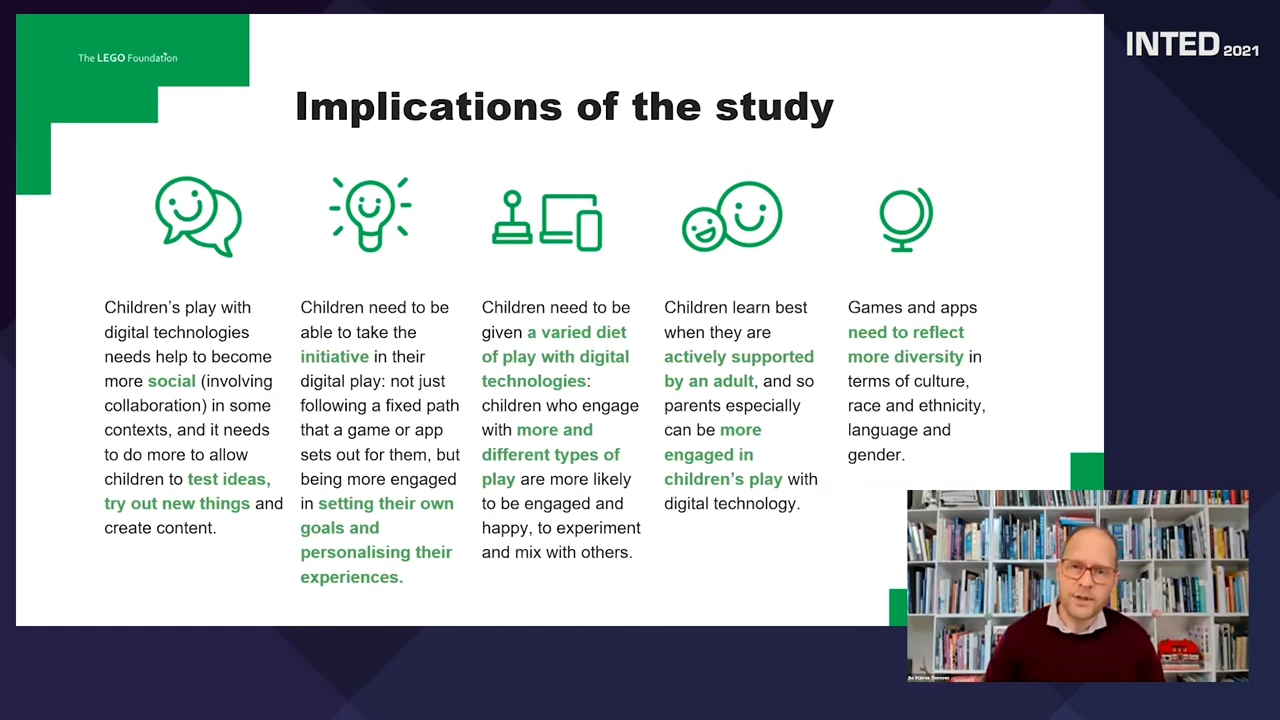 The LEGO Foundation
INTED 2021
Implications of the study
Children’s play with
digital technologies
needs help to become
more social (involving
collaboration) in some
contexts, and it needs
to do more to allow
children to test ideas,
try out new things and
create content.
Children need to be
able to take the
initiative in their
digital play: not just
following a fixed path
that a game or app
sets out for them, but
being more engaged
in setting their own
goals and
personalising their
experiences.
Children need to be
given a varied diet
of play with digital
technologies:
children who engage
with more and
different types of
play are more likely
to be engaged and
happy, to experiment
and mix with others.
Children learn best
when they are
actively supported
by an adult, and so
parents especially
can be more
engaged in
children’s play with
digital technology.
Games and apps
need to reflect
more diversity in
terms of culture,
race and ethnicity,
language and
gender.
Bo Stjerne Thomsen